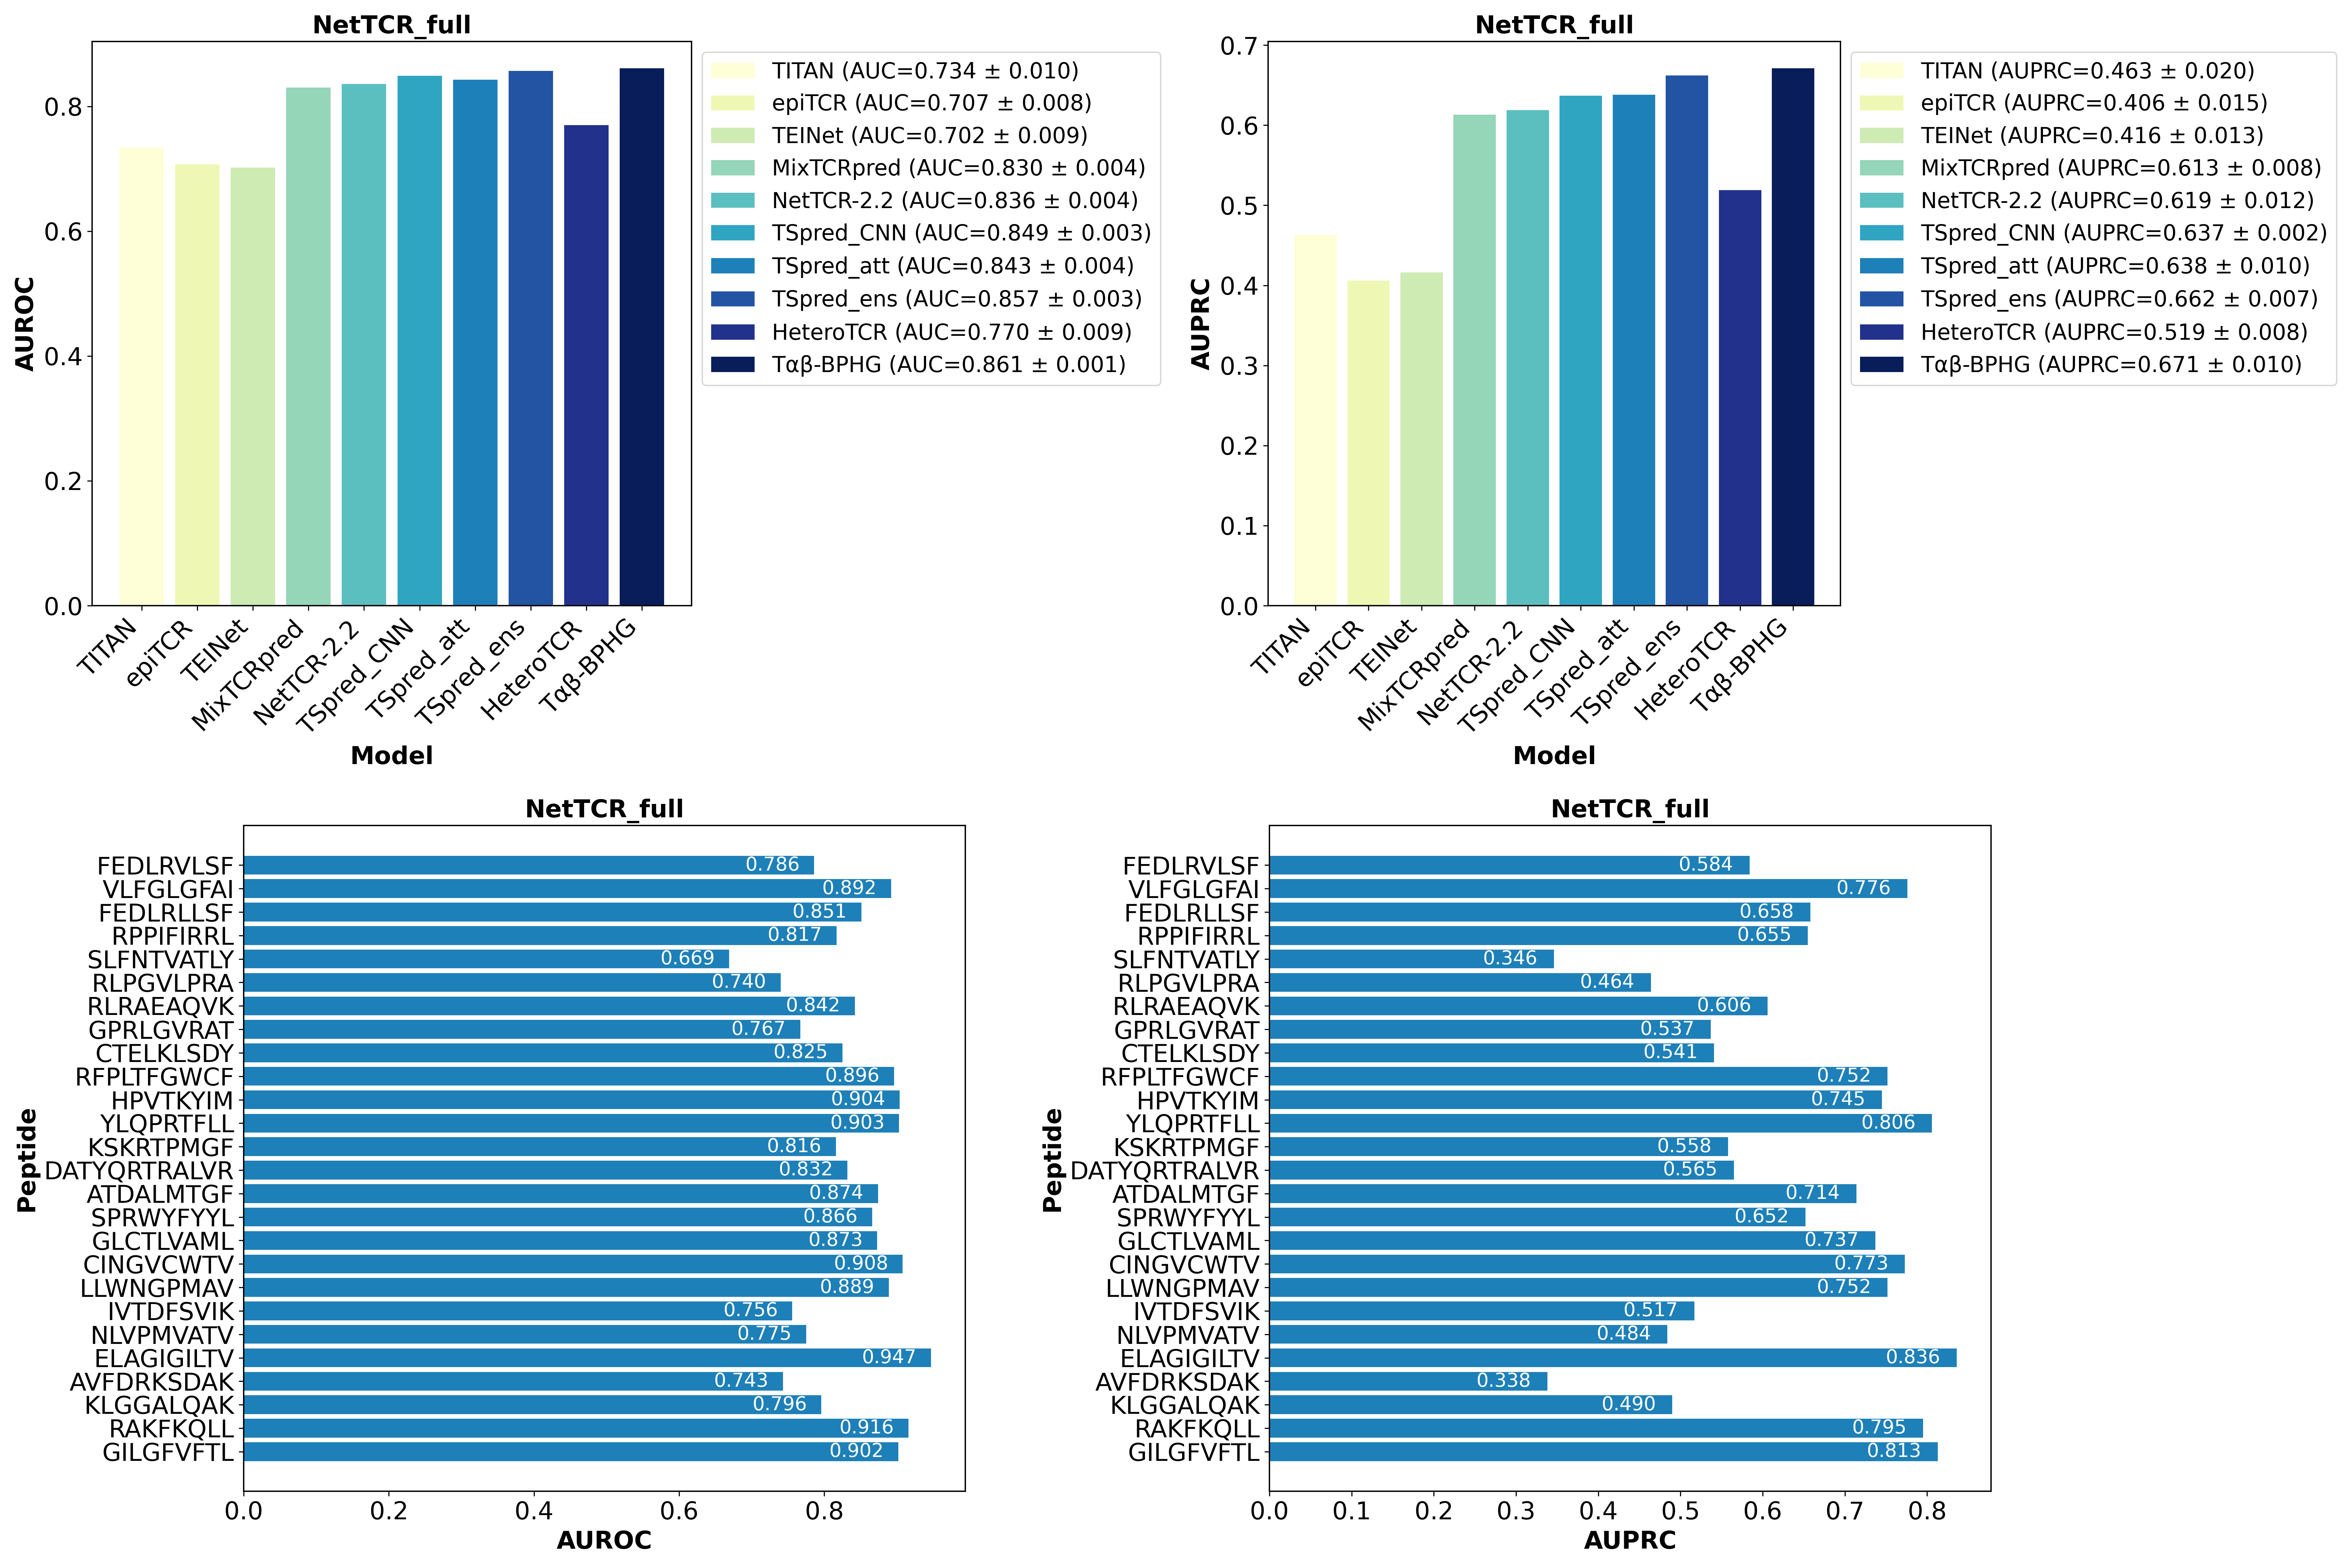 NetTCR_full
AUROC
0.8
0.6
0.4
0.2
0.0
TITAN
epiTCR
TEINet
MixTCRpred
NetTCR-2.2
TSpred_CNN
TSpred_att
TSpred_ens
HeteroTCR
Tαβ-BPHG
Model
TITAN (AUC=0.734 ± 0.010)
epiTCR (AUC=0.707 ± 0.008)
TEINet (AUC=0.702 ± 0.009)
MixTCRpred (AUC=0.830 ± 0.004)
NetTCR-2.2 (AUC=0.836 ± 0.004)
TSpred_CNN (AUC=0.849 ± 0.003)
TSpred_att (AUC=0.843 ± 0.004)
TSpred_ens (AUC=0.857 ± 0.003)
HeteroTCR (AUC=0.770 ± 0.009)
Tαβ-BPHG (AUC=0.861 ± 0.001)
NetTCR_full
AUPRC
0.7
0.6
0.5
0.4
0.3
0.2
0.1
0.0
TITAN
epiTCR
TEINet
MixTCRpred
NetTCR-2.2
TSpred_CNN
TSpred_att
TSpred_ens
HeteroTCR
Tαβ-BPHG
Model
TITAN (AUPRC=0.463 ± 0.020)
epiTCR (AUPRC=0.406 ± 0.015)
TEINet (AUPRC=0.416 ± 0.013)
MixTCRpred (AUPRC=0.613 ± 0.008)
NetTCR-2.2 (AUPRC=0.619 ± 0.012)
TSpred_CNN (AUPRC=0.637 ± 0.002)
TSpred_att (AUPRC=0.638 ± 0.010)
TSpred_ens (AUPRC=0.662 ± 0.007)
HeteroTCR (AUPRC=0.519 ± 0.008)
Tαβ-BPHG (AUPRC=0.671 ± 0.010)
NetTCR_full
Peptide
FEDLRVLSF 0.786
VLFGLGFAI 0.892
FEDLRLLSF 0.851
RPPIFIRRL 0.817
SLFNTVATLY 0.669
RLPGVLPRA 0.740
RLRAEAQVK 0.842
GPRLGVRAT 0.767
CTELKLSDY 0.825
RFPLTFGWCF 0.896
HPVTKYIM 0.904
YLQPRTFLL 0.903
KSKRTPMGF 0.816
DATYQRTRALVR 0.832
ATDALMTGF 0.874
SPRWYFYYL 0.866
GLCTLVAML 0.873
CINGVCWTV 0.908
LLWNGPMAV 0.889
IVTDFSVIK 0.756
NLVPMVATV 0.775
ELAGIGILTV 0.947
AVFDRKSDAK 0.743
KLGGALQAK 0.796
RAKFKQLL 0.916
GILGFVFTL 0.902
0.0 0.2 0.4 0.6 0.8
AUROC
NetTCR_full
Peptide
FEDLRVLSF 0.584
VLFGLGFAI 0.776
FEDLRLLSF 0.658
RPPIFIRRL 0.655
SLFNTVATLY 0.346
RLPGVLPRA 0.464
RLRAEAQVK 0.606
GPRLGVRAT 0.537
CTELKLSDY 0.541
RFPLTFGWCF 0.752
HPVTKYIM 0.745
YLQPRTFLL 0.806
KSKRTPMGF 0.558
DATYQRTRALVR 0.565
ATDALMTGF 0.714
SPRWYFYYL 0.652
GLCTLVAML 0.737
CINGVCWTV 0.773
LLWNGPMAV 0.752
IVTDFSVIK 0.517
NLVPMVATV 0.484
ELAGIGILTV 0.836
AVFDRKSDAK 0.338
KLGGALQAK 0.490
RAKFKQLL 0.795
GILGFVFTL 0.813
0.0 0.1 0.2 0.3 0.4 0.5 0.6 0.7 0.8
AUPRC